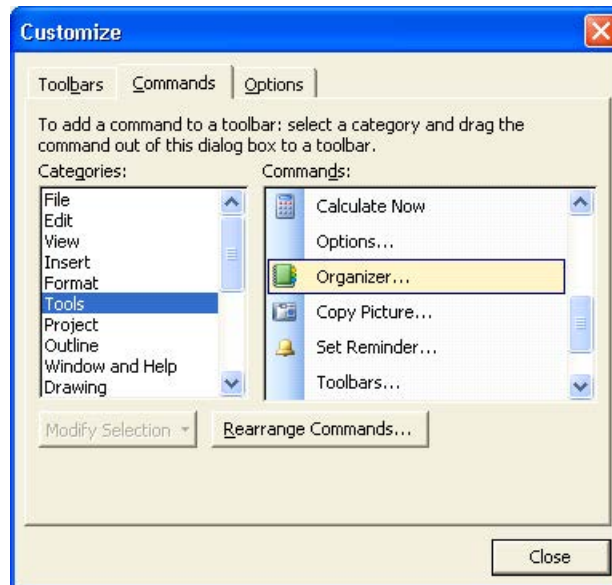 Customize
Toolbars
Commands
Options
To add a command to a toolbar: select a category and drag the
command out of this dialog box to a toolbar.
Categories:
File
Edit
View
Insert
Format
Tools
Project
Outline
Window and Help
Drawing
Commands:
Calculate Now
Options...
Organizer...
Copy Picture...
Set Reminder...
Toolbars...
Modify Selection
Rearrange Commands...
Close